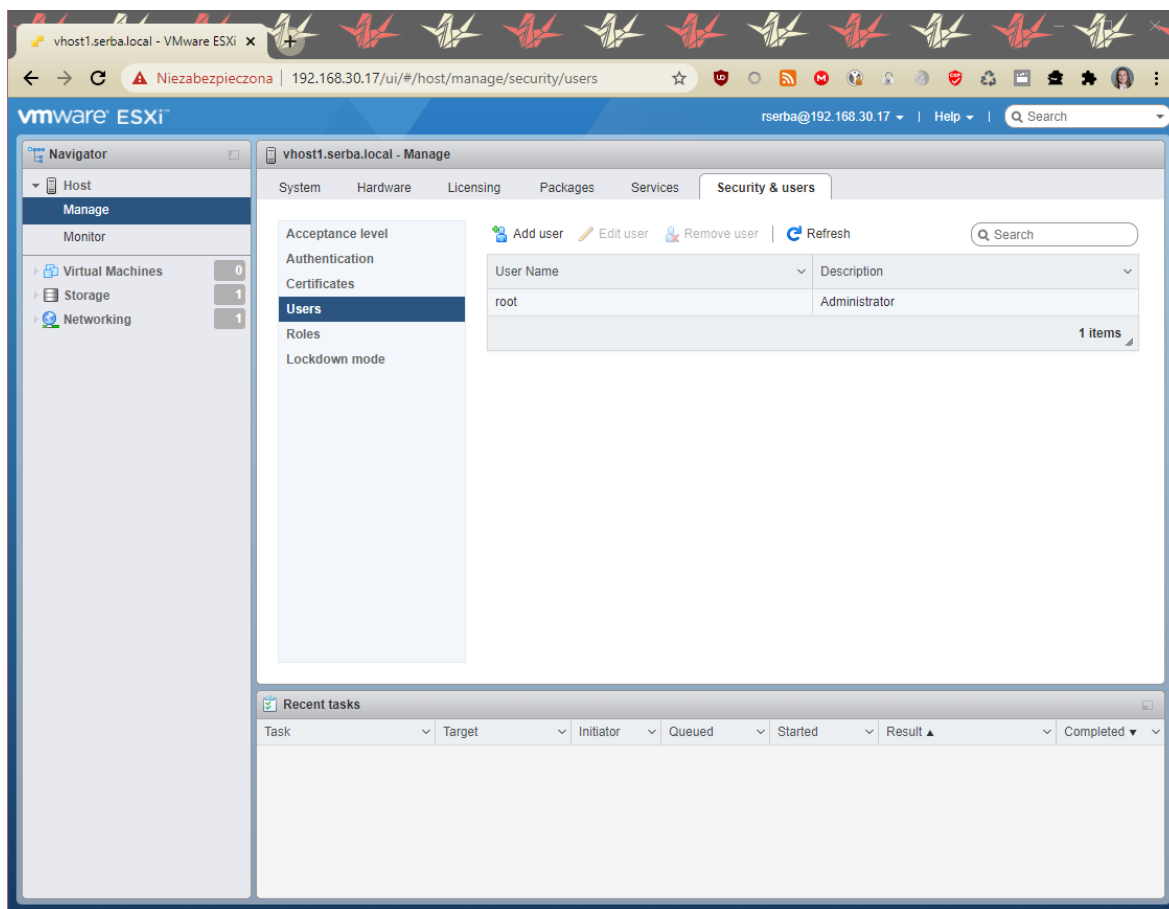 vhost1.serba.local - VMware ESXi
Niezabezpieczona | 192.168.30.17/ui/#/host/manage/security/users
vmware ESXi™
rserba@192.168.30.17 | Help | Search
Navigator
Host
Manage
Monitor
Virtual Machines 0
Storage 1
Networking 1
vhost1.serba.local - Manage
System Hardware Licensing Packages Services Security & users
Acceptance level
Authentication
Certificates
Users
Roles
Lockdown mode
Add user Edit user Remove user | Refresh Search
User Name Description
root Administrator
1 items
Recent tasks
Task Target Initiator Queued Started Result ▲ Completed ▼